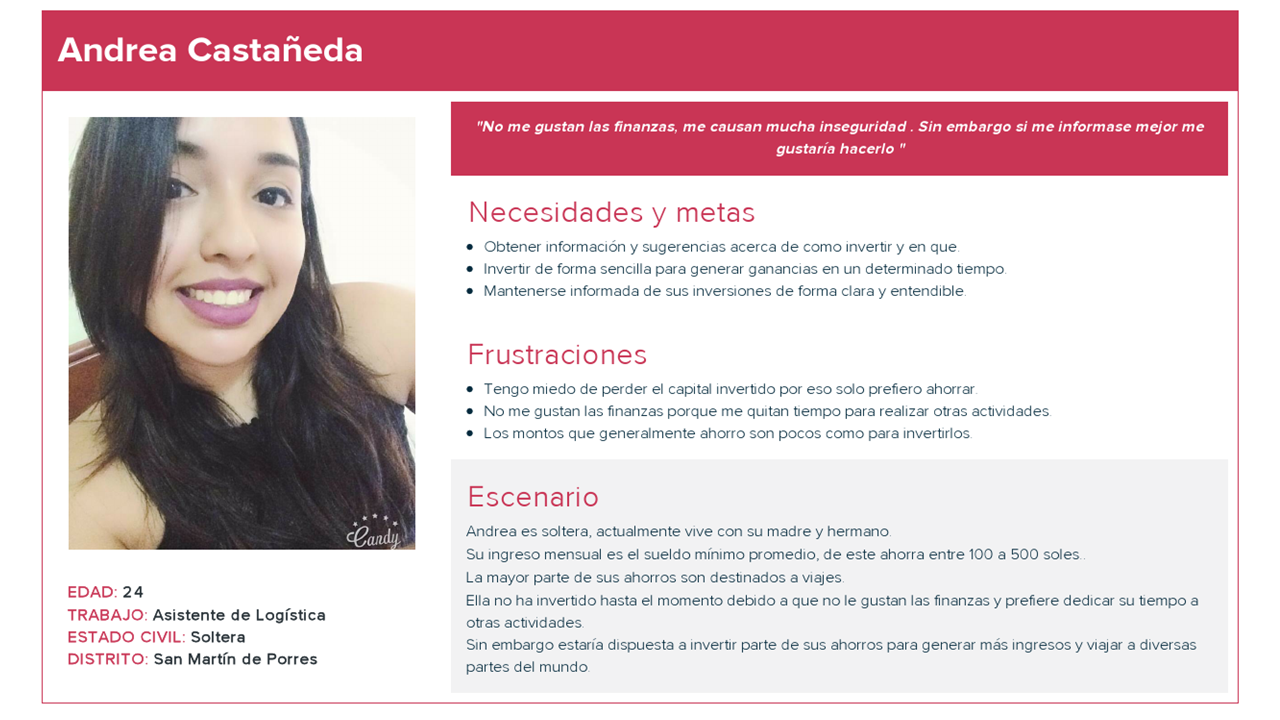 Andrea Castañeda
"No me gustan las finanzas, me causan mucha inseguridad . Sin embargo si me informase mejor me
gustaría hacerlo "
Necesidades y metas
• Obtener información y sugerencias acerca de como invertir y en que.
• Invertir de forma sencilla para generar ganancias en un determinado tiempo.
• Mantenerse informada de sus inversiones de forma clara y entendible.
Frustraciones
• Tengo miedo de perder el capital invertido por eso solo prefiero ahorrar.
• No me gustan las finanzas porque me quitan tiempo para realizar otras actividades.
• Los montos que generalmente ahorro son pocos como para invertirlos.
Candy
EDAD: 24
TRABAJO: Asistente de Logística
ESTADO CIVIL: Soltera
DISTRITO: San Martín de Porres
Escenario
Andrea es soltera, actualmente vive con su madre y hermano.
Su ingreso mensual es el sueldo mínimo promedio, de este ahorra entre 100 a 500 soles..
La mayor parte de sus ahorros son destinados a viajes.
Ella no ha invertido hasta el momento debido a que no le gustan las finanzas y prefiere dedicar su tiempo a
otras actividades.
Sin embargo estaría dispuesta a invertir parte de sus ahorros para generar más ingresos y viajar a diversas
partes del mundo.